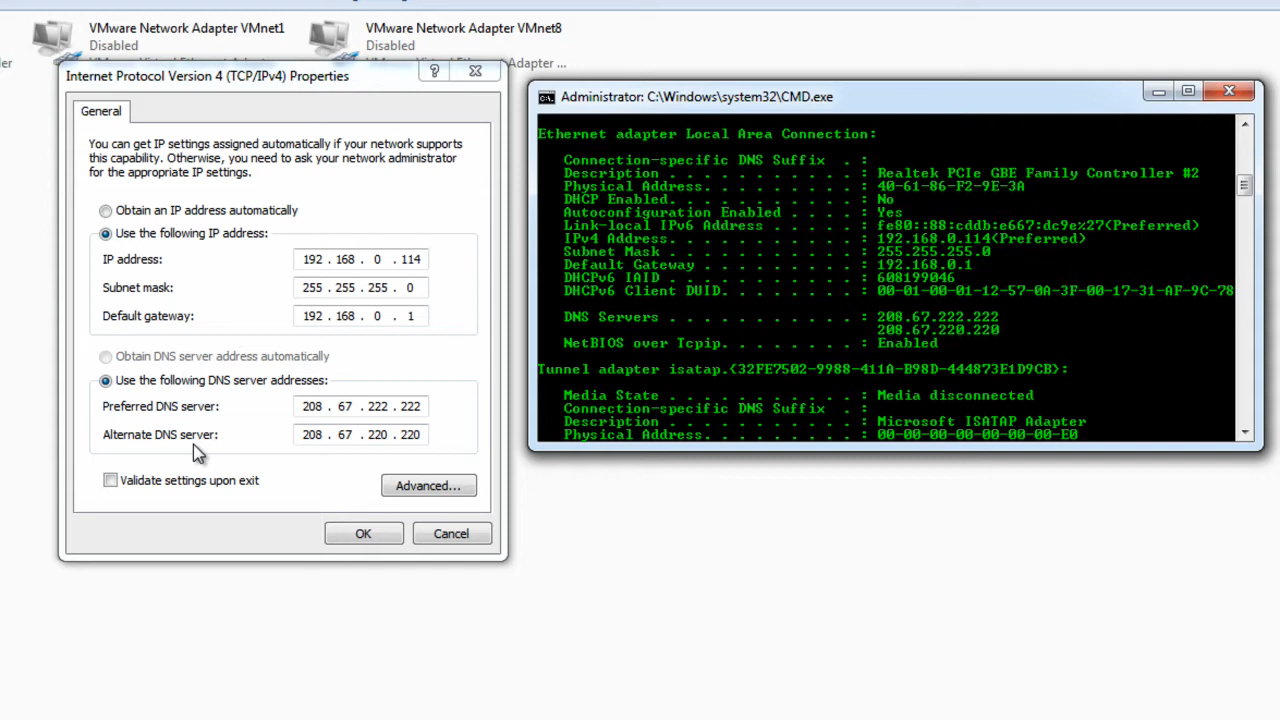 VMware Network Adapter VMnet1
Disabled
VMware Network Adapter VMnet8
Disabled
Adapter ...
Internet Protocol Version 4 (TCP/IPv4) Properties
?
General
You can get IP settings assigned automatically if your network supports
this capability. Otherwise, you need to ask your network administrator
for the appropriate IP settings.
Obtain an IP address automatically
Use the following IP address:
IP address: 192 . 168 . 0 . 114
Subnet mask: 255 . 255 . 255 . 0
Default gateway: 192 . 168 . 0 . 1
Obtain DNS server address automatically
Use the following DNS server addresses:
Preferred DNS server: 208 . 67 . 222 . 222
Alternate DNS server: 208 . 67 . 220 . 220
Validate settings upon exit
Advanced...
OK
Cancel
Administrator: C:\Windows\system32\CMD.exe
Ethernet adapter Local Area Connection:
Connection-specific DNS Suffix . :
Description . . . . . . . . . . . : Realtek PCIe GBE Family Controller #2
Physical Address. . . . . . . . . : 40-61-86-F2-9E-3A
DHCP Enabled. . . . . . . . . . . : No
Autoconfiguration Enabled . . . . : Yes
Link-local IPv6 Address . . . . . : fe80::88:cddb:e667:dc9e%27(Preferred)
IPv4 Address. . . . . . . . . . . : 192.168.0.114(Preferred)
Subnet Mask . . . . . . . . . . . : 255.255.255.0
Default Gateway . . . . . . . . . : 192.168.0.1
DHCPv6 IAID . . . . . . . . . . . : 608199046
DHCPv6 Client DUID. . . . . . . . : 00-01-00-01-12-57-0A-3F-00-17-31-AF-9C-78
DNS Servers . . . . . . . . . . . : 208.67.222.222
208.67.220.220
NetBIOS over Tcpip. . . . . . . . : Enabled
Tunnel adapter isatap.{32FE7502-9988-411A-B98D-444873E1D9CB}:
Media State . . . . . . . . . . . : Media disconnected
Connection-specific DNS Suffix . :
Description . . . . . . . . . . . : Microsoft ISATAP Adapter
Physical Address. . . . . . . . . : 00-00-00-00-00-00-00-E0